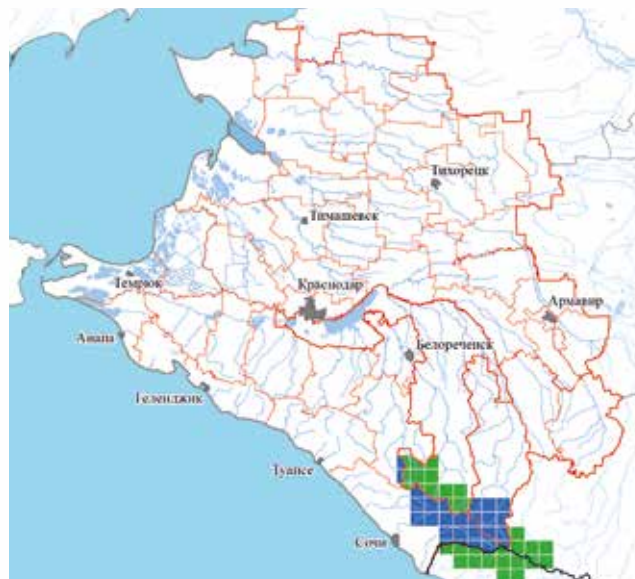 Тихорецк
Тимашевск
Темрюк
Краснодар
Армавир
Анапа
Белореченск
Геленджик
Туапсе
Сочи